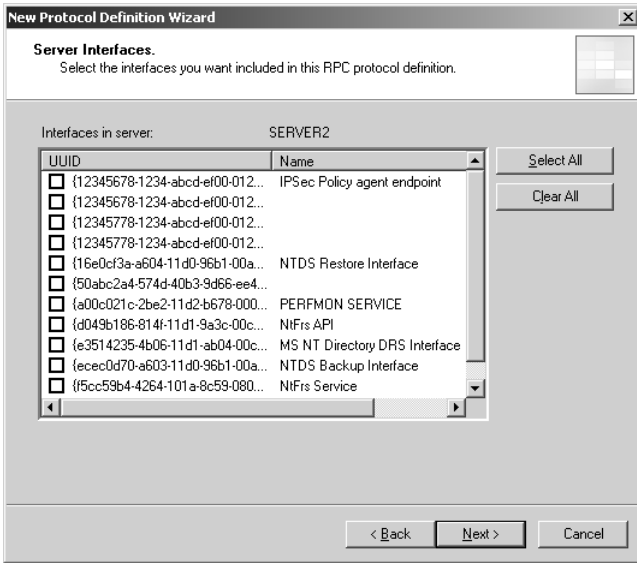 New Protocol Definition Wizard
Server Interfaces.
Select the interfaces you want included in this RPC protocol definition.
Interfaces in server: SERVER2
UUID Name
{12345678-1234-abcd-ef00-012... IPSec Policy agent endpoint
{12345678-1234-abcd-ef00-012...
{12345778-1234-abcd-ef00-012...
{12345778-1234-abcd-ef00-012...
{16e0cf3a-a604-11d0-96b1-00a... NTDS Restore Interface
{50abc2a4-574d-40b3-9d66-ee4...
{a00c021c-2be2-11d2-b678-000... PERFMON SERVICE
{d049b186-814f-11d1-9a3c-00c... NtFrs API
{e3514235-4b06-11d1-ab04-00c... MS NT Directory DRS Interface
{ecec0d70-a603-11d0-96b1-00a... NTDS Backup Interface
{f5cc59b4-4264-101a-8c59-080... NtFrs Service
Select All
Clear All
< Back
Next >
Cancel